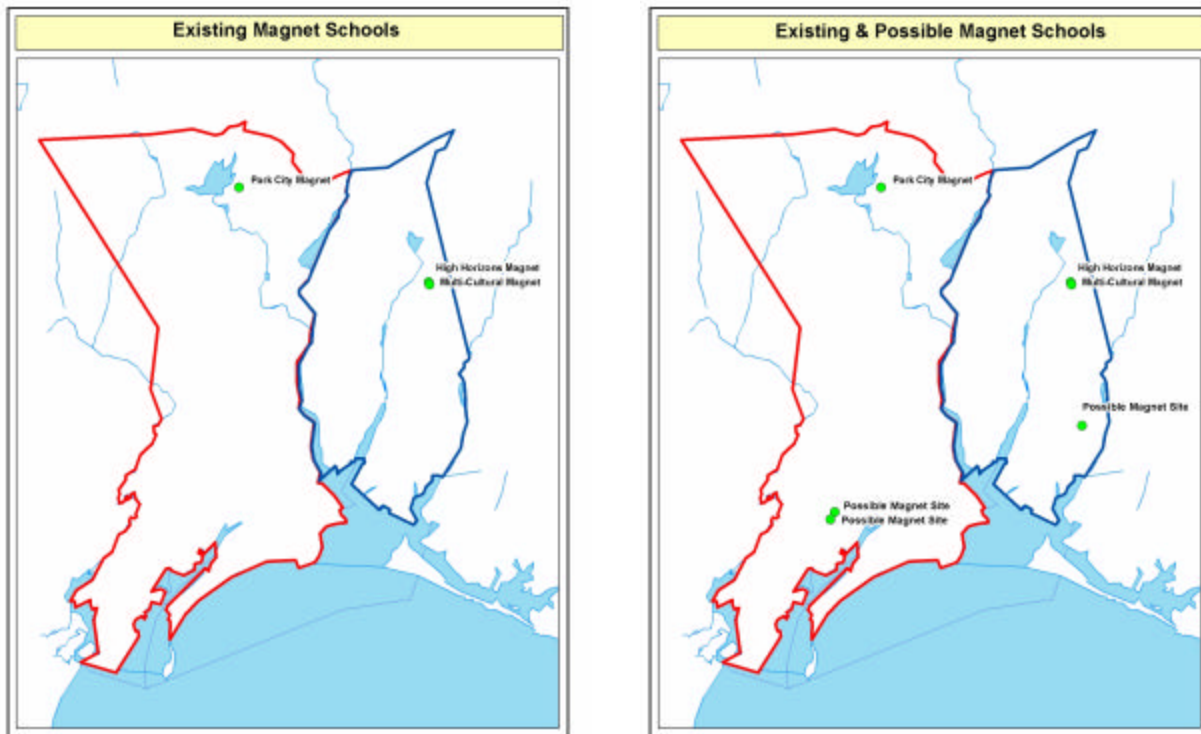 Existing Magnet Schools
Park City Magnet
High Horizons Magnet
Multi-Cultural Magnet
Existing & Possible Magnet Schools
Park City Magnet
High Horizons Magnet
Multi-Cultural Magnet
Possible Magnet Site
Possible Magnet Site
Possible Magnet Site